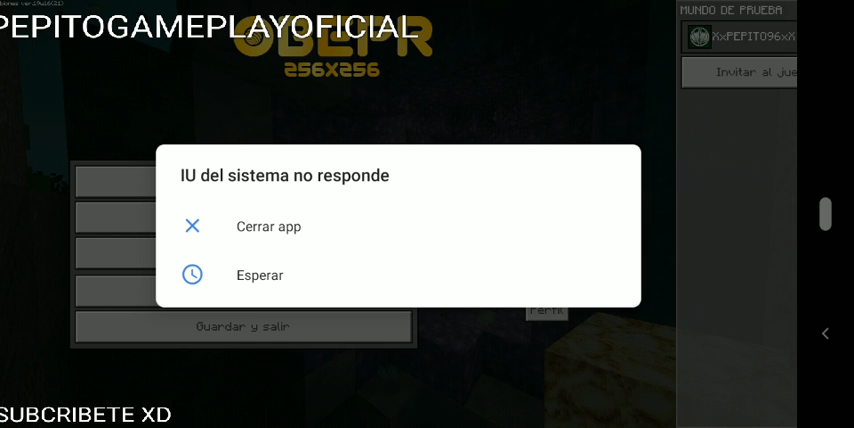 PEPITOGAMEPLAYOFICIAL
OBEPR
256X256
MUNDO DE PRUEBA
XxPEPITO96xX
Invitar al jue
IU del sistema no responde
Cerrar app
Esperar
Perfil
Guardar y salir
SUBCRIBETE XD